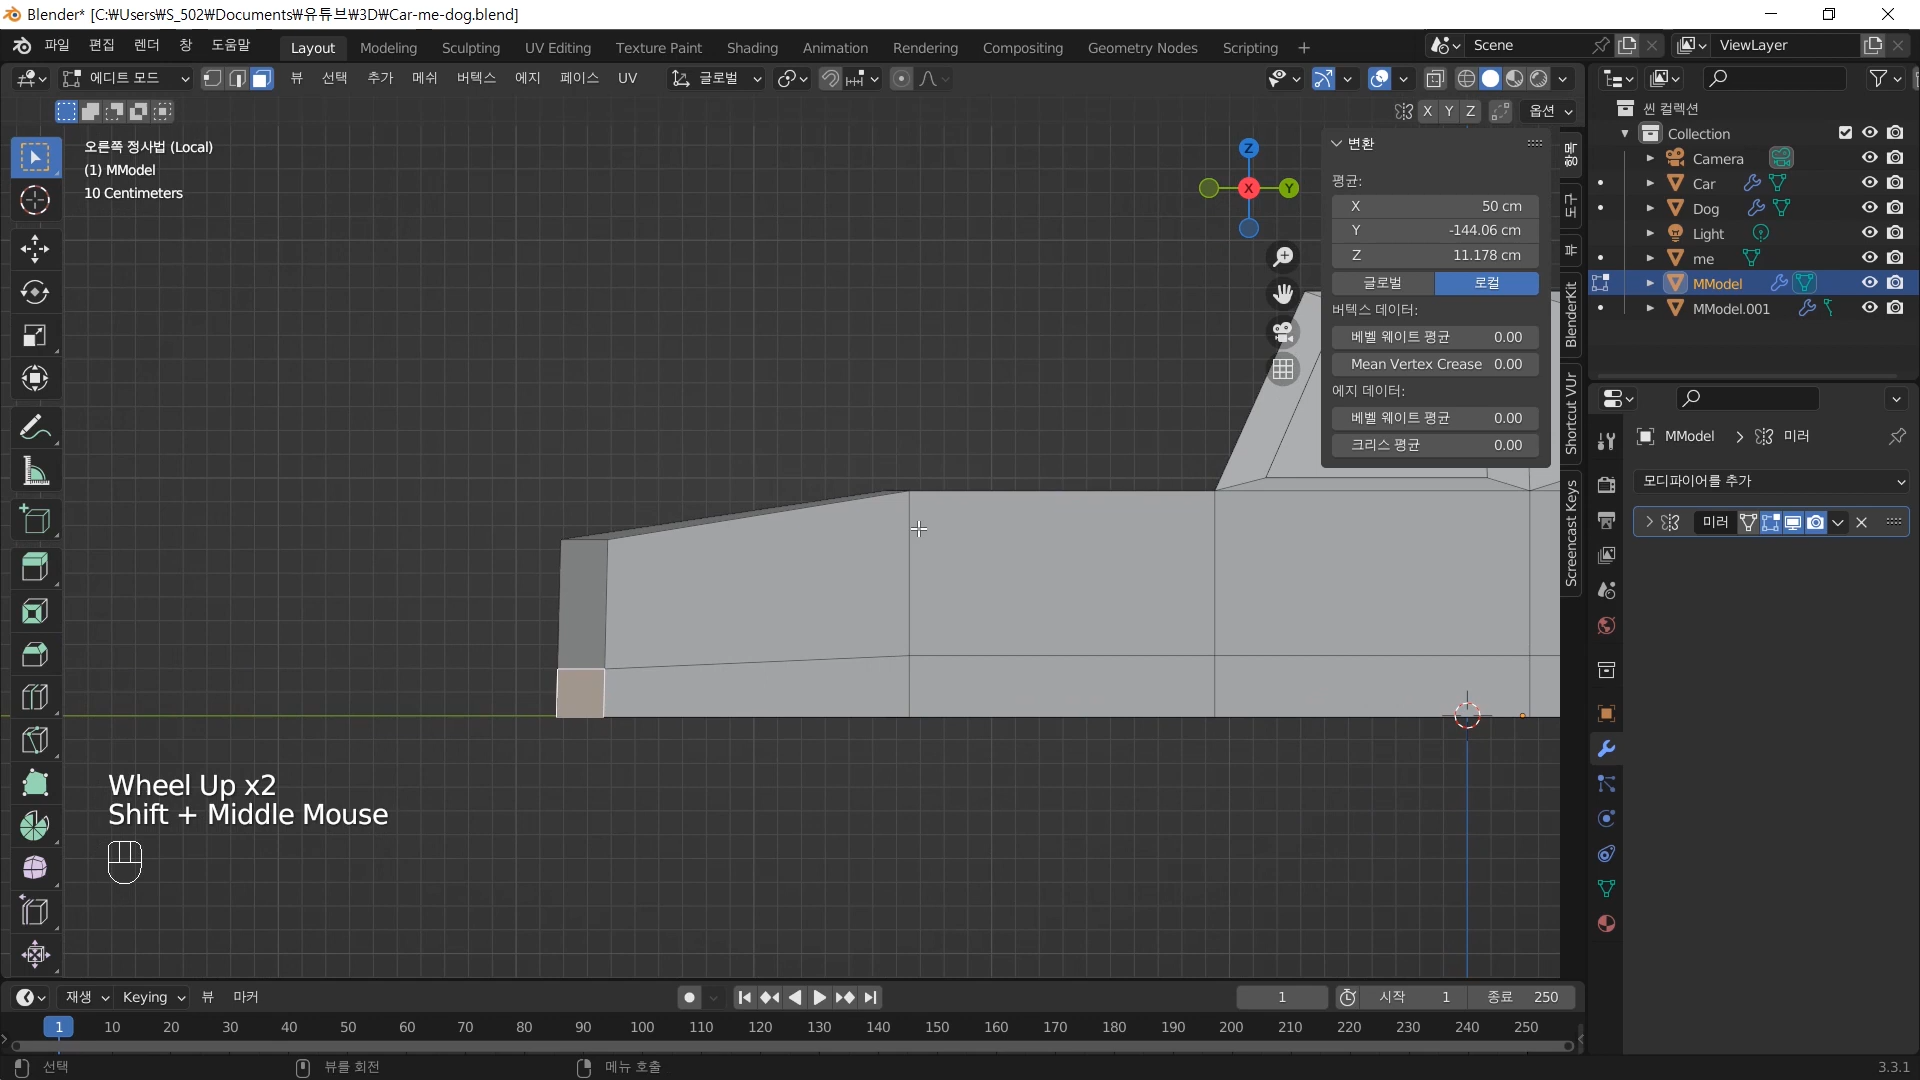 Blender* [C:₩Users₩S_502₩Documents₩유튜브₩3D₩Car-me-dog.blend]
파일 편집 렌더 창 도움말 Layout Modeling Sculpting UV Editing Texture Paint Shading Animation Rendering Compositing Geometry Nodes Scripting + Scene ViewLayer
에디트 모드 뷰 선택 추가 메쉬 버텍스 에지 페이스 UV 글로벌
X Y Z 옵션
오른쪽 정사법 (Local)
(1) MModel
10 Centimeters
Z
X
Y
변환
평균:
X 50 cm
Y -144.06 cm
Z 11.178 cm
글로벌 로컬
버텍스 데이터:
베벨 웨이트 평균 0.00
Mean Vertex Crease 0.00
에지 데이터:
베벨 웨이트 평균 0.00
크리스 평균 0.00
항목
도구
뷰
BlenderKit
Shortcut VUr
Screencast Keys
씬 컬렉션
Collection
Camera
Car
Dog
Light
me
MModel
MModel.001
MModel > 미러
모디파이어를 추가
미러
Wheel Up x2
Shift + Middle Mouse
재생 Keying 뷰 마커 1 시작 1 종료 250
1 10 20 30 40 50 60 70 80 90 100 110 120 130 140 150 160 170 180 190 200 210 220 230 240 250
선택 뷰를 회전 메뉴 호출 3.3.1